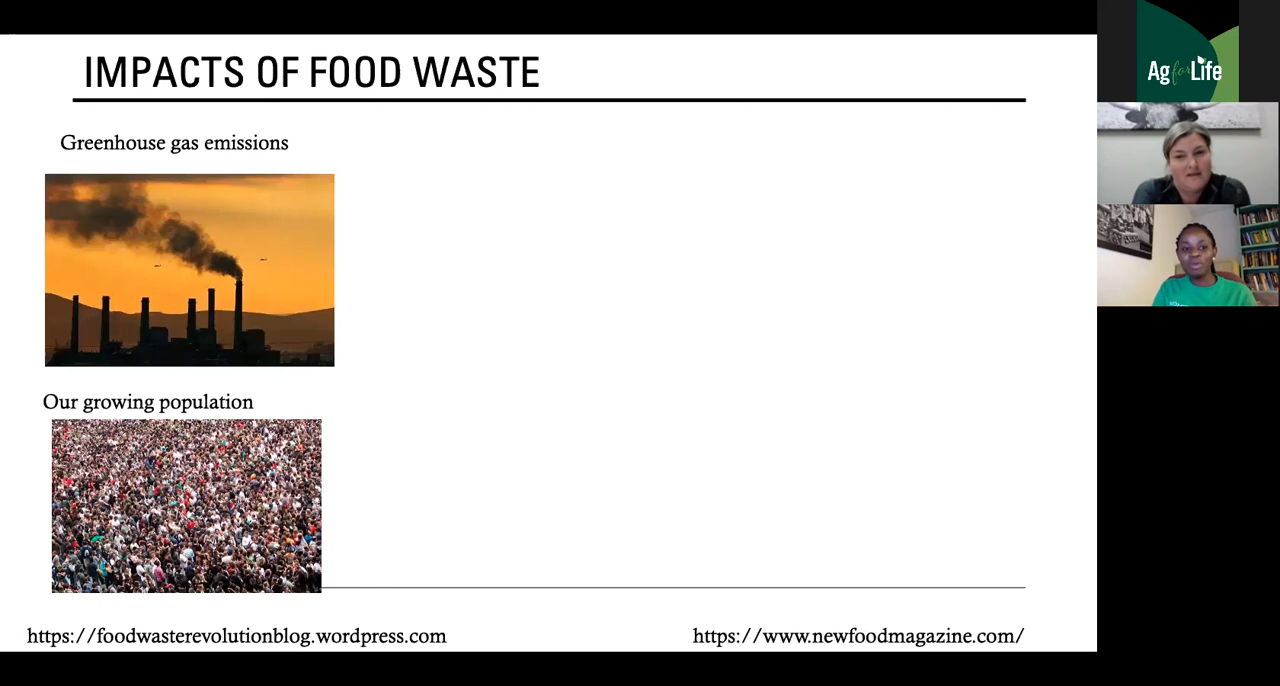 IMPACTS OF FOOD WASTE
Ag for Life
Greenhouse gas emissions
Our growing population
https://foodwasterevolutionblog.wordpress.com
https://www.newfoodmagazine.com/